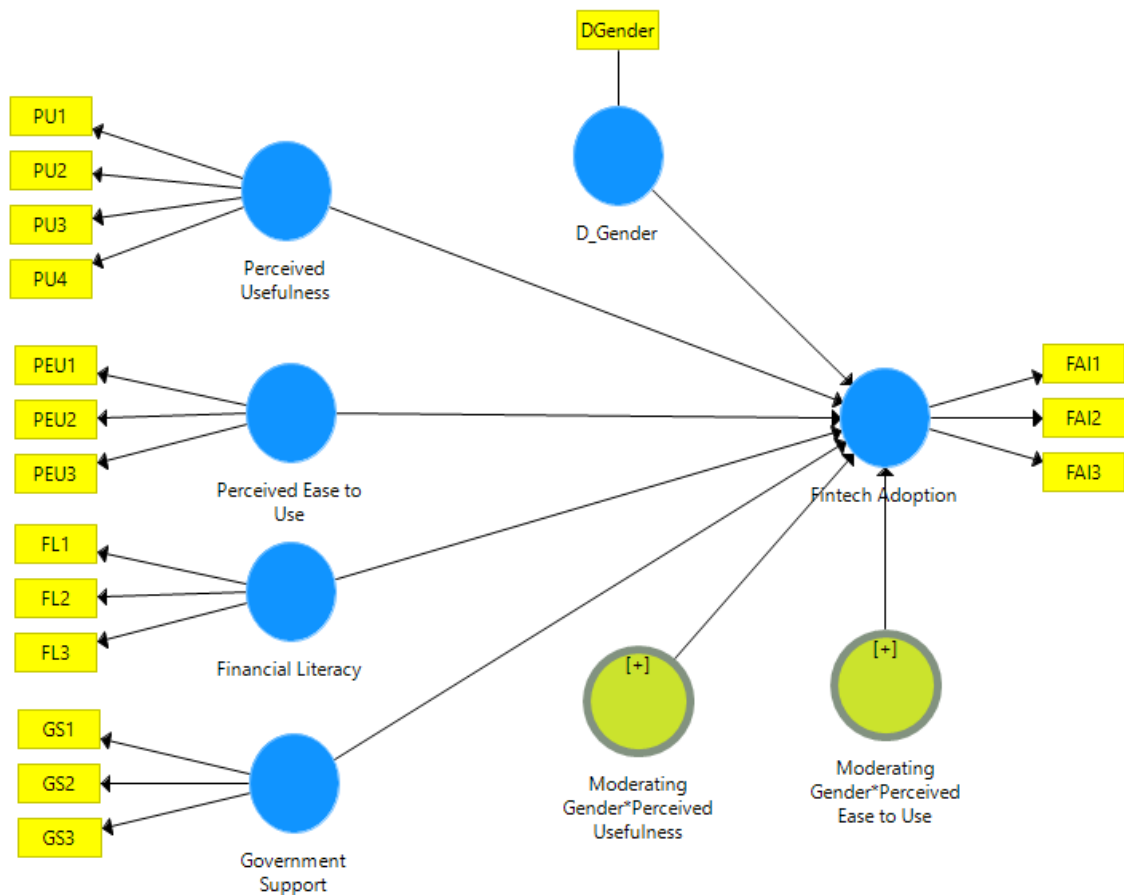 DGender
D_Gender
PU1
PU2
PU3
PU4
Perceived
Usefulness
PEU1
PEU2
PEU3
Perceived Ease to
Use
FL1
FL2
FL3
Financial Literacy
GS1
GS2
GS3
Government
Support
FAI1
FAI2
FAI3
Fintech Adoption
[+]
Moderating
Gender*Perceived
Usefulness
[+]
Moderating
Gender*Perceived
Ease to Use